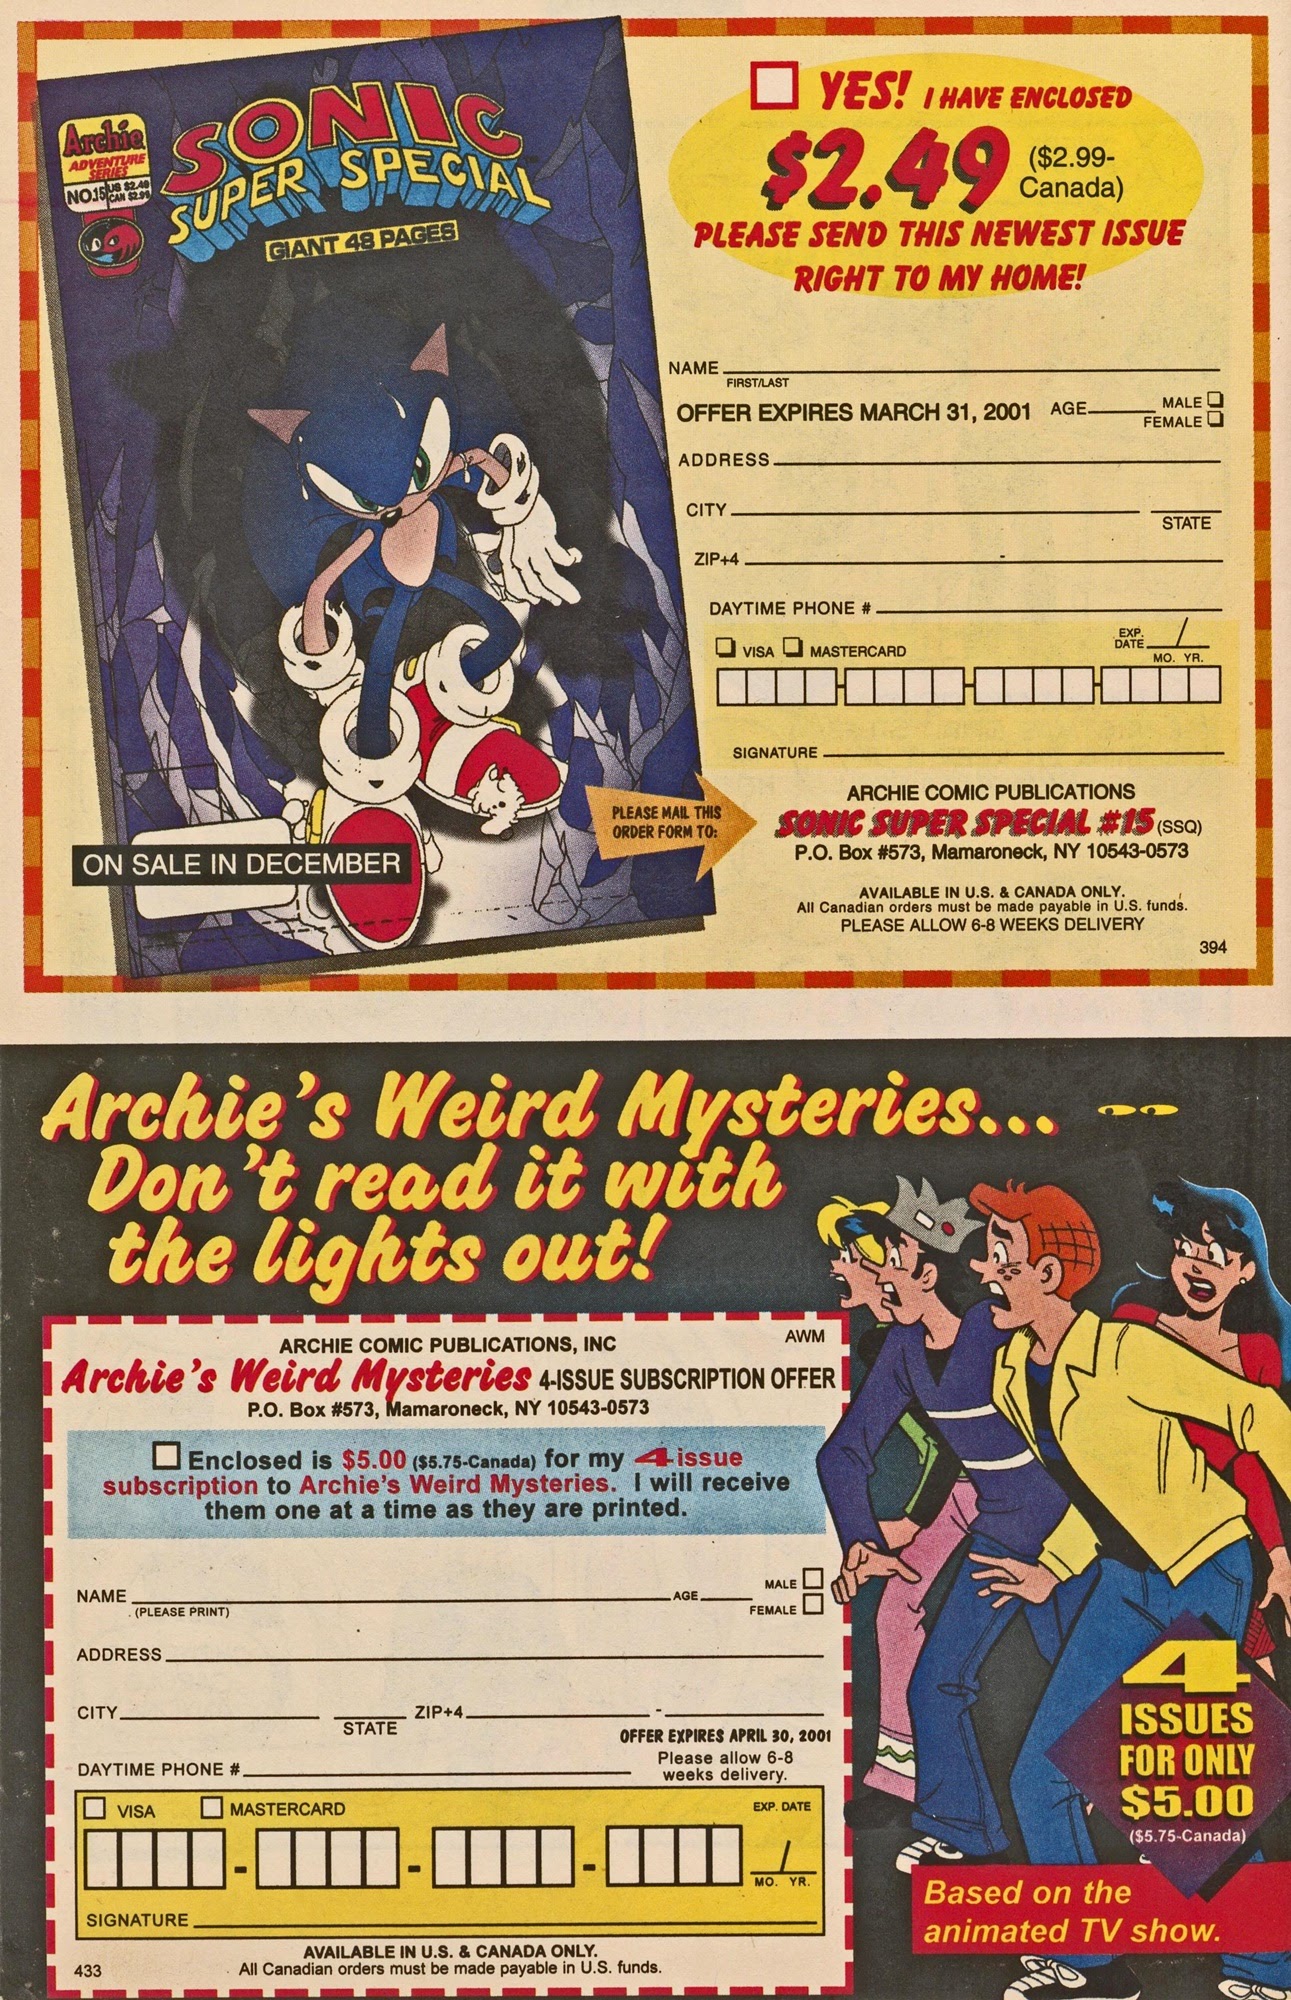 Archie
ADVENTURE
SERIES
NO.15 US $2.49
CAN $2.99
SONIC
SUPER SPECIAL
GIANT 48 PAGES
ON SALE IN DECEMBER
YES! I HAVE ENCLOSED
$2.49 ($2.99-
Canada)
PLEASE SEND THIS NEWEST ISSUE
RIGHT TO MY HOME!
NAME
FIRST/LAST
OFFER EXPIRES MARCH 31, 2001 AGE MALE
FEMALE
ADDRESS
CITY
STATE
ZIP+4 -
DAYTIME PHONE #
VISA MASTERCARD EXP.
DATE /
MO. YR.
SIGNATURE
PLEASE MAIL THIS
ORDER FORM TO:
ARCHIE COMIC PUBLICATIONS
SONIC SUPER SPECIAL #15 (SSQ)
P.O. Box #573, Mamaroneck, NY 10543-0573
AVAILABLE IN U.S. & CANADA ONLY.
All Canadian orders must be made payable in U.S. funds.
PLEASE ALLOW 6-8 WEEKS DELIVERY
394
Archie's Weird Mysteries...
Don't read it with
the lights out!
ARCHIE COMIC PUBLICATIONS, INC AWM
Archie's Weird Mysteries 4-ISSUE SUBSCRIPTION OFFER
P.O. Box #573, Mamaroneck, NY 10543-0573
Enclosed is $5.00 ($5.75-Canada) for my 4 issue
subscription to Archie's Weird Mysteries. I will receive
them one at a time as they are printed.
NAME AGE MALE
(PLEASE PRINT) FEMALE
ADDRESS
CITY STATE ZIP+4 -
OFFER EXPIRES APRIL 30, 2001
DAYTIME PHONE #
Please allow 6-8
weeks delivery.
VISA MASTERCARD EXP. DATE
- - - /
MO. YR.
SIGNATURE
AVAILABLE IN U.S. & CANADA ONLY.
433 All Canadian orders must be made payable in U.S. funds.
4
ISSUES
FOR ONLY
$5.00
($5.75-Canada)
Based on the
animated TV show.